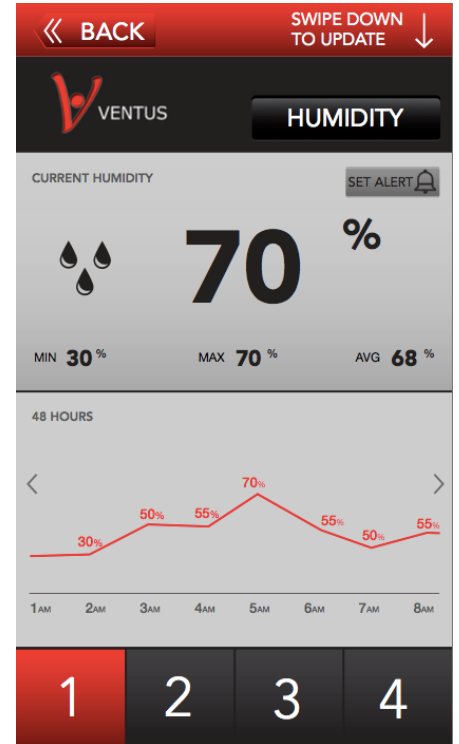 BACK
SWIPE DOWN
TO UPDATE
VENTUS
HUMIDITY
CURRENT HUMIDITY
SET ALERT
70 %
MIN 30 % MAX 70 % AVG 68 %
48 HOURS
30% 50% 55% 70% 55% 50% 55%
1AM 2AM 3AM 4AM 5AM 6AM 7AM 8AM
1 2 3 4